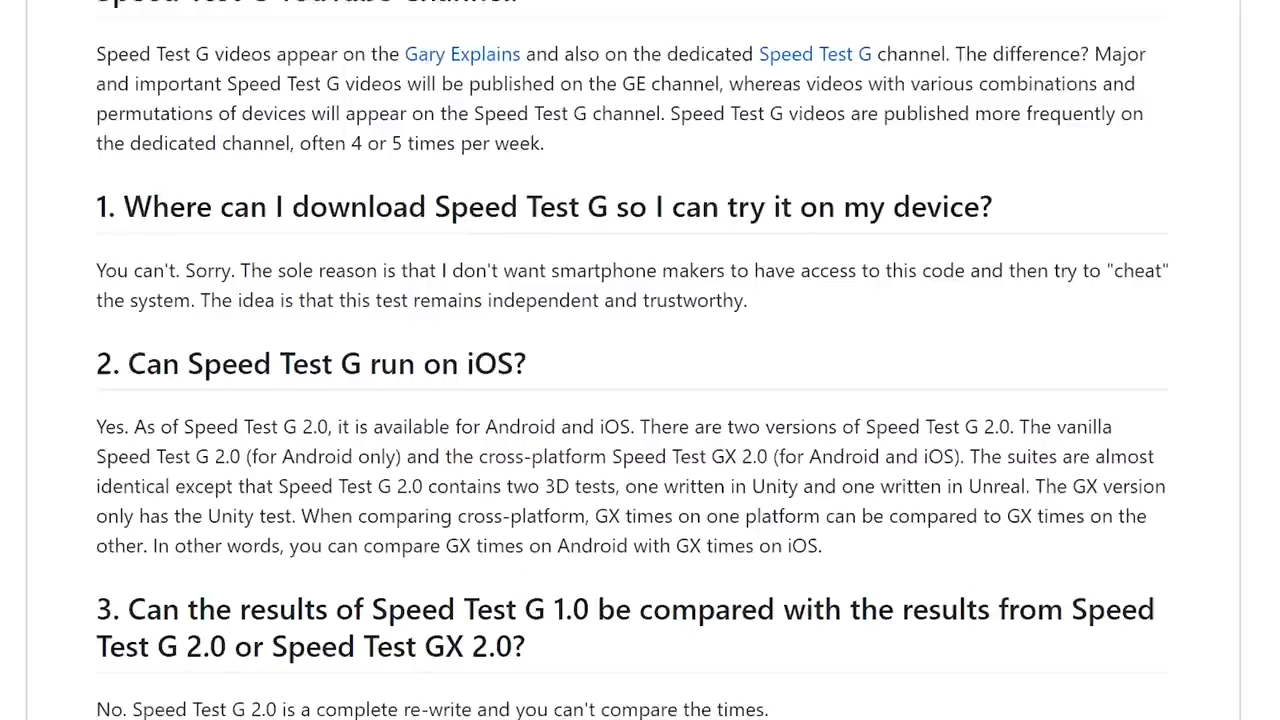 Speed Test G YouTube Channel?
Speed Test G videos appear on the Gary Explains and also on the dedicated Speed Test G channel. The difference? Major
and important Speed Test G videos will be published on the GE channel, whereas videos with various combinations and
permutations of devices will appear on the Speed Test G channel. Speed Test G videos are published more frequently on
the dedicated channel, often 4 or 5 times per week.
1. Where can I download Speed Test G so I can try it on my device?
You can't. Sorry. The sole reason is that I don't want smartphone makers to have access to this code and then try to "cheat"
the system. The idea is that this test remains independent and trustworthy.
2. Can Speed Test G run on iOS?
Yes. As of Speed Test G 2.0, it is available for Android and iOS. There are two versions of Speed Test G 2.0. The vanilla
Speed Test G 2.0 (for Android only) and the cross-platform Speed Test GX 2.0 (for Android and iOS). The suites are almost
identical except that Speed Test G 2.0 contains two 3D tests, one written in Unity and one written in Unreal. The GX version
only has the Unity test. When comparing cross-platform, GX times on one platform can be compared to GX times on the
other. In other words, you can compare GX times on Android with GX times on iOS.
3. Can the results of Speed Test G 1.0 be compared with the results from Speed
Test G 2.0 or Speed Test GX 2.0?
No. Speed Test G 2.0 is a complete re-write and you can't compare the times.